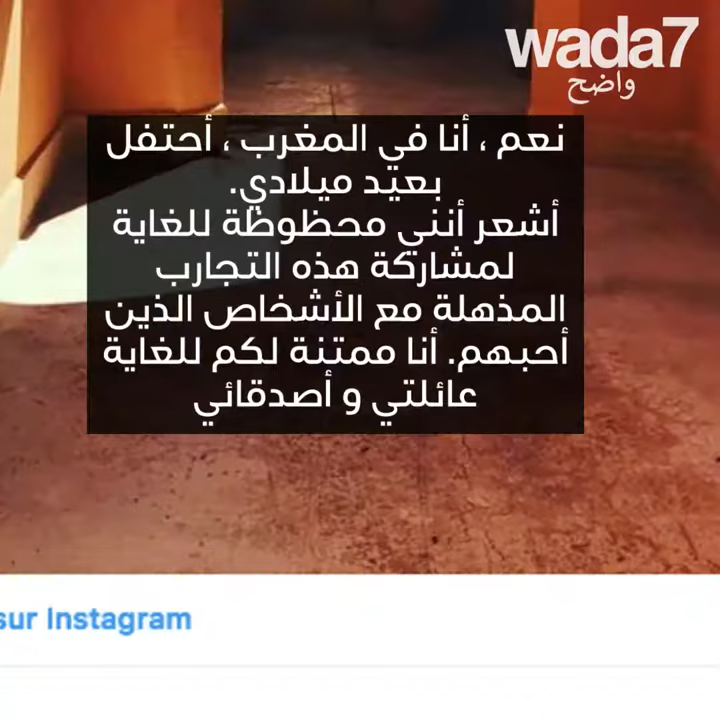 wada7
واضح
نعم ، أنا في المغرب ، أحتفل
بعيد ميلادي.
أشعر أنني محظوظة للغاية
لمشاركة هذه التجارب
المذهلة مع الأشخاص الذين
أحبهم. أنا ممتنة لكم للغاية
عائلتي و أصدقائي
sur Instagram